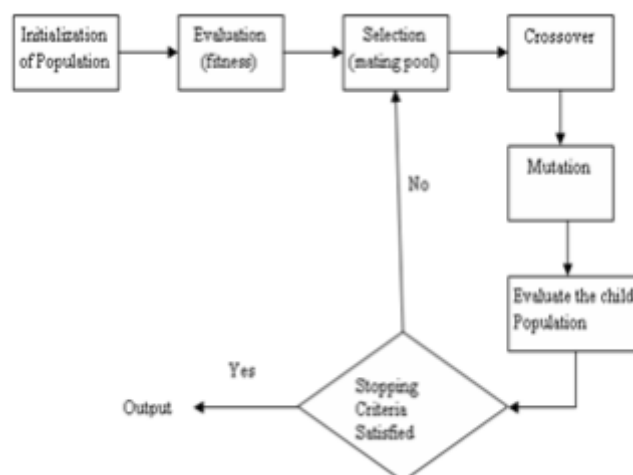 Initialization
of Population
Evaluation
(fitness)
Selection
(mating pool)
Crossover
Mutation
No
Evaluate the child
Population
Yes
Output
Stopping
Criteria
Satisfied